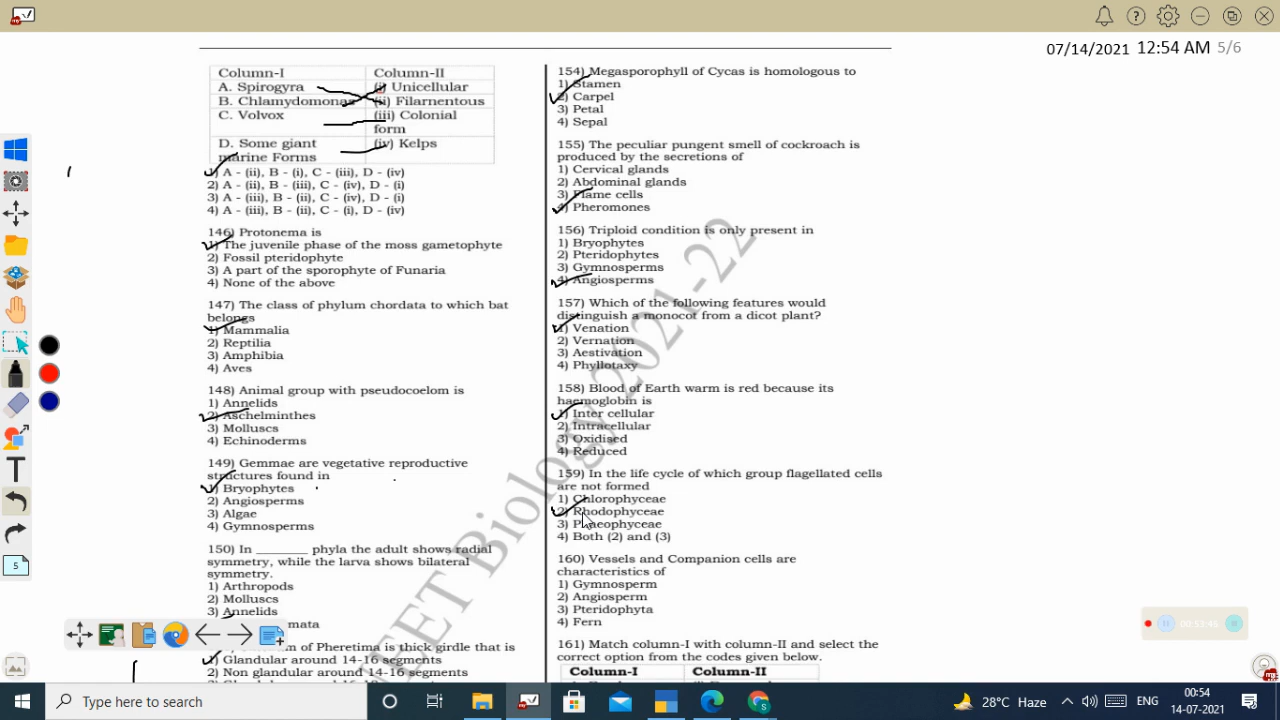 07/14/2021 12:54 AM 5/6
Column-I Column-II
A. Spirogyra (i) Unicellular
B. Chlamydomonas (ii) Filarnentous
C. Volvox (iii) Colonial
form
D. Some giant (iv) Kelps
marine Forms
1) A - (ii), B - (i), C - (iii), D - (iv)
2) A - (ii), B - (iii), C - (iv), D - (i)
3) A - (iii), B - (ii), C - (iv), D - (i)
4) A - (iii), B - (ii), C - (i), D - (iv)
146) Protonema is
1) The juvenile phase of the moss gametophyte
2) Fossil pteridophyte
3) A part of the sporophyte of Funaria
4) None of the above
147) The class of phylum chordata to which bat
belongs
1) Mammalia
2) Reptilia
3) Amphibia
4) Aves
148) Animal group with pseudocoelom is
1) Annelids
2) Aschelminthes
3) Molluscs
4) Echinoderms
149) Gemmae are vegetative reproductive
structures found in
1) Bryophytes
2) Angiosperms
3) Algae
4) Gymnosperms
150) In ________ phyla the adult shows radial
symmetry, while the larva shows bilateral
symmetry.
1) Arthropods
2) Molluscs
3) Annelids
mata
of Pheretima is thick girdle that is
1) Glandular around 14-16 segments
2) Non glandular around 14-16 segments
154) Megasporophyll of Cycas is homologous to
1) Stamen
2) Carpel
3) Petal
4) Sepal
155) The peculiar pungent smell of cockroach is
produced by the secretions of
1) Cervical glands
2) Abdominal glands
3) Flame cells
4) Pheromones
156) Triploid condition is only present in
1) Bryophytes
2) Pteridophytes
3) Gymnosperms
4) Angiosperms
157) Which of the following features would
distinguish a monocot from a dicot plant?
1) Venation
2) Vernation
3) Aestivation
4) Phyllotaxy
158) Blood of Earth warm is red because its
haemoglobin is
1) Inter cellular
2) Intracellular
3) Oxidised
4) Reduced
159) In the life cycle of which group flagellated cells
are not formed
1) Chlorophyceae
2) Rhodophyceae
3) Phaeophyceae
4) Both (2) and (3)
160) Vessels and Companion cells are
characteristics of
1) Gymnosperm
2) Angiosperm
3) Pteridophyta
4) Fern
161) Match column-I with column-II and select the
correct option from the codes given below.
Column-I Column-II
EET Biology 2021-22
5
Type here to search
28°C Haze
ENG
00:54
14-07-2021